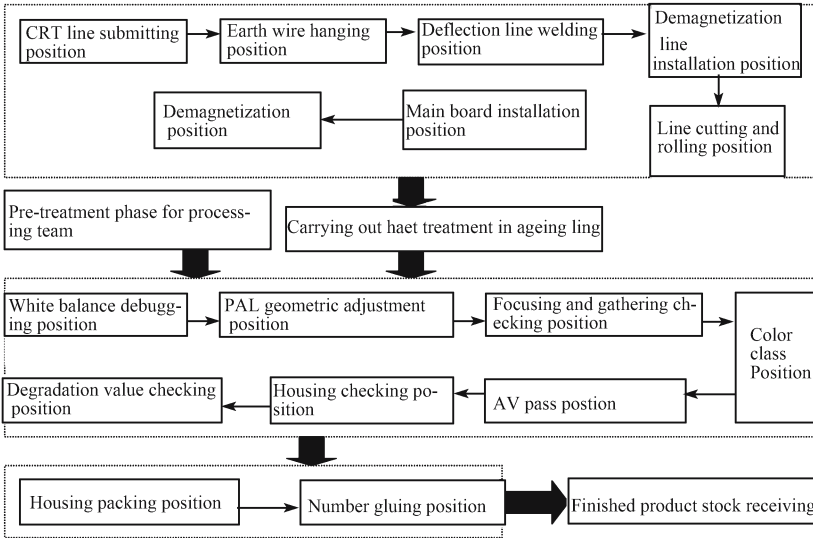 CRT line submitting
position
Earth wire hanging
position
Deflection line welding
position
Demagnetization
line
installation position
Demagnetization
position
Main board installation
position
Line cutting and
rolling position
Pre-treatment phase for process-
ing team
Carrying out haet treatment in ageing ling
White balance debugg-
ing position
PAL geometric adjustment
position
Focusing and gathering ch-
ecking position
Color
class
Position
Degradation value checking
position
Housing checking po-
sition
AV pass postion
Housing packing position
Number gluing position
Finished product stock receiving